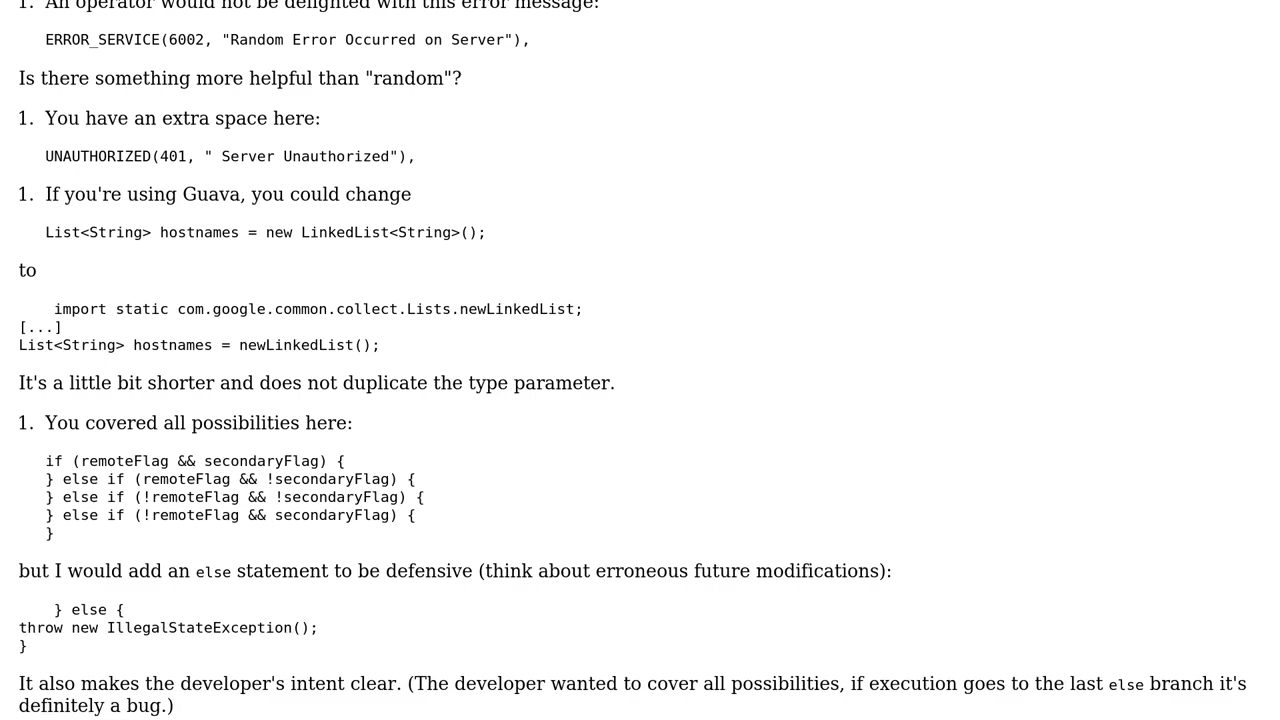 1. An operator would not be delighted with this error message:
ERROR_SERVICE(6002, "Random Error Occurred on Server"),
Is there something more helpful than "random"?
1. You have an extra space here:
UNAUTHORIZED(401, " Server Unauthorized"),
1. If you're using Guava, you could change
List<String> hostnames = new LinkedList<String>();
to
    import static com.google.common.collect.Lists.newLinkedList;
[...]
List<String> hostnames = newLinkedList();
It's a little bit shorter and does not duplicate the type parameter.
1. You covered all possibilities here:
if (remoteFlag && secondaryFlag) {
} else if (remoteFlag && !secondaryFlag) {
} else if (!remoteFlag && !secondaryFlag) {
} else if (!remoteFlag && secondaryFlag) {
}
but I would add an else statement to be defensive (think about erroneous future modifications):
    } else {
throw new IllegalStateException();
}
It also makes the developer's intent clear. (The developer wanted to cover all possibilities, if execution goes to the last else branch it's
definitely a bug.)